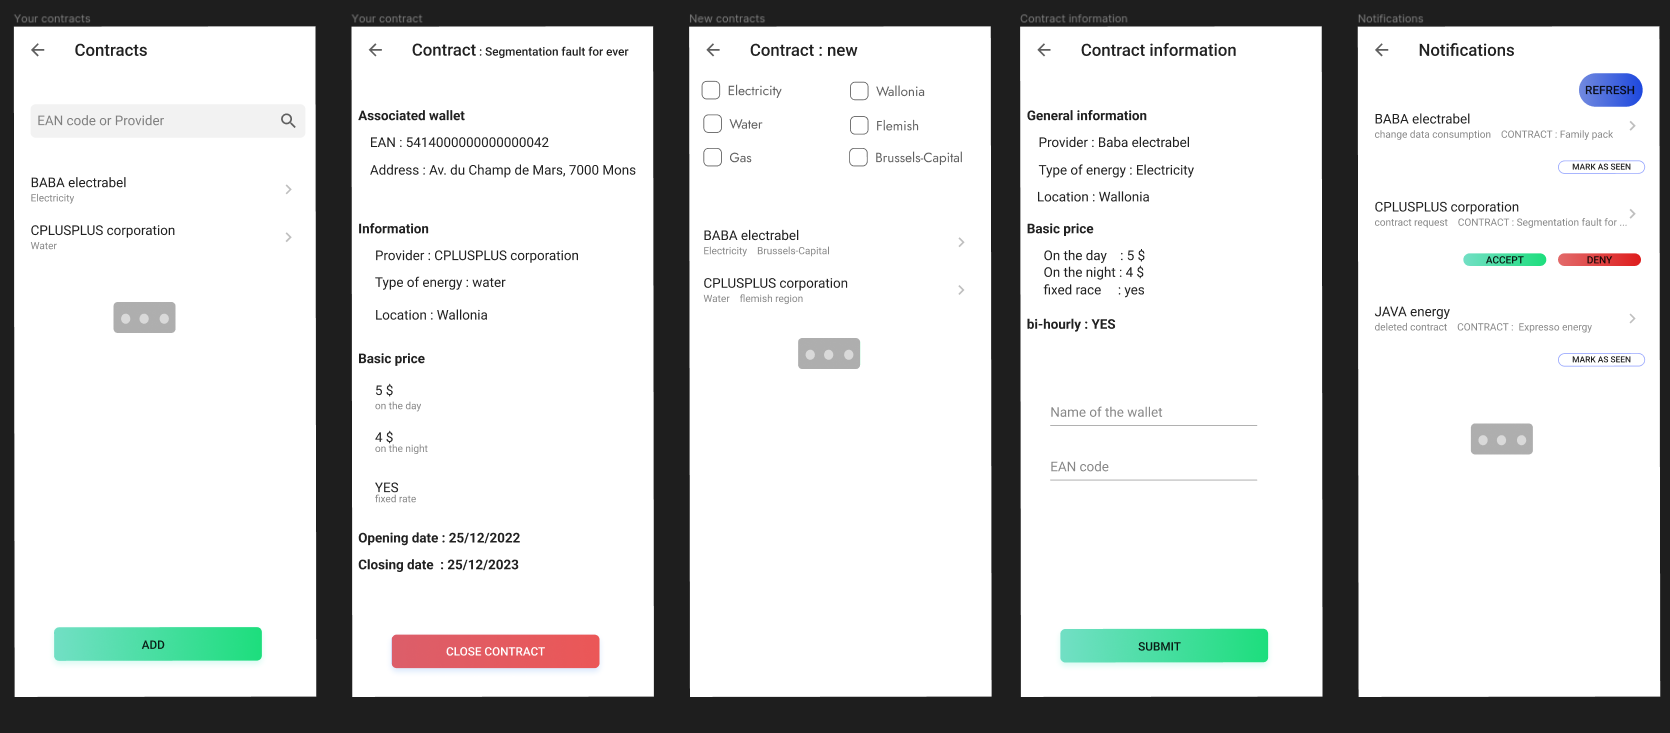 Your contracts
Contracts
EAN code or Provider
BABA electrabel
Electricity
CPLUSPLUS corporation
Water
ADD
Your contract
Contract : Segmentation fault for ever
Associated wallet
EAN : 5414000000000000042
Address : Av. du Champ de Mars, 7000 Mons
Information
Provider : CPLUSPLUS corporation
Type of energy : water
Location : Wallonia
Basic price
5 $
on the day
4 $
on the night
YES
fixed rate
Opening date : 25/12/2022
Closing date : 25/12/2023
CLOSE CONTRACT
New contracts
Contract : new
Electricity Wallonia
Water Flemish
Gas Brussels-Capital
BABA electrabel
Electricity Brussels-Capital
CPLUSPLUS corporation
Water flemish region
Contract information
Contract information
General information
Provider : Baba electrabel
Type of energy : Electricity
Location : Wallonia
Basic price
On the day : 5 $
On the night : 4 $
fixed race : yes
bi-hourly : YES
Name of the wallet
EAN code
SUBMIT
Notifications
Notifications
REFRESH
BABA electrabel
change data consumption CONTRACT : Family pack
MARK AS SEEN
CPLUSPLUS corporation
contract request CONTRACT : Segmentation fault for ...
ACCEPT DENY
JAVA energy
deleted contract CONTRACT : Expresso energy
MARK AS SEEN